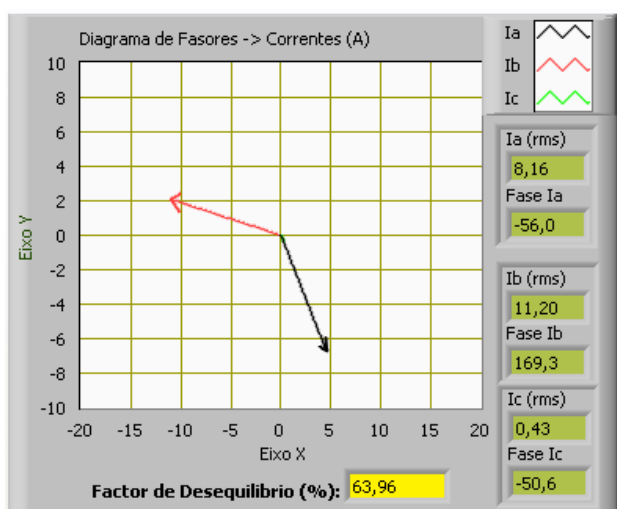 Diagrama de Fasores -> Correntes (A)
10
8
6
4
2
0
-2
-4
-6
-8
-10
Eixo Y
-20 -15 -10 -5 0 5 10 15 20
Eixo X
Factor de Desequilibrio (%): 63,96
Ia
Ib
Ic
Ia (rms)
8,16
Fase Ia
-56,0
Ib (rms)
11,20
Fase Ib
169,3
Ic (rms)
0,43
Fase Ic
-50,6